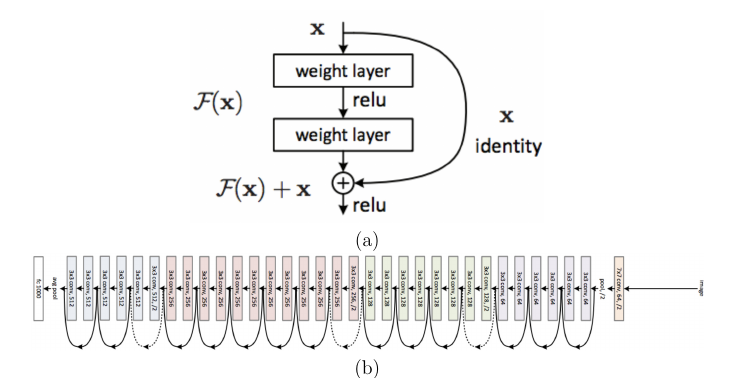 x
weight layer
F(x)
relu
x
weight layer
identity
F(x) + x
+
relu
(a)
image
7x7 conv, 64, /2
pool, /2
3x3 conv, 64
3x3 conv, 64
3x3 conv, 64
3x3 conv, 64
3x3 conv, 64
3x3 conv, 64
3x3 conv, 128, /2
3x3 conv, 128
3x3 conv, 128
3x3 conv, 128
3x3 conv, 128
3x3 conv, 128
3x3 conv, 128
3x3 conv, 128
3x3 conv, 256, /2
3x3 conv, 256
3x3 conv, 256
3x3 conv, 256
3x3 conv, 256
3x3 conv, 256
3x3 conv, 256
3x3 conv, 256
3x3 conv, 256
3x3 conv, 256
3x3 conv, 256
3x3 conv, 256
3x3 conv, 512, /2
3x3 conv, 512
3x3 conv, 512
3x3 conv, 512
3x3 conv, 512
3x3 conv, 512
avg pool
fc 1000
(b)